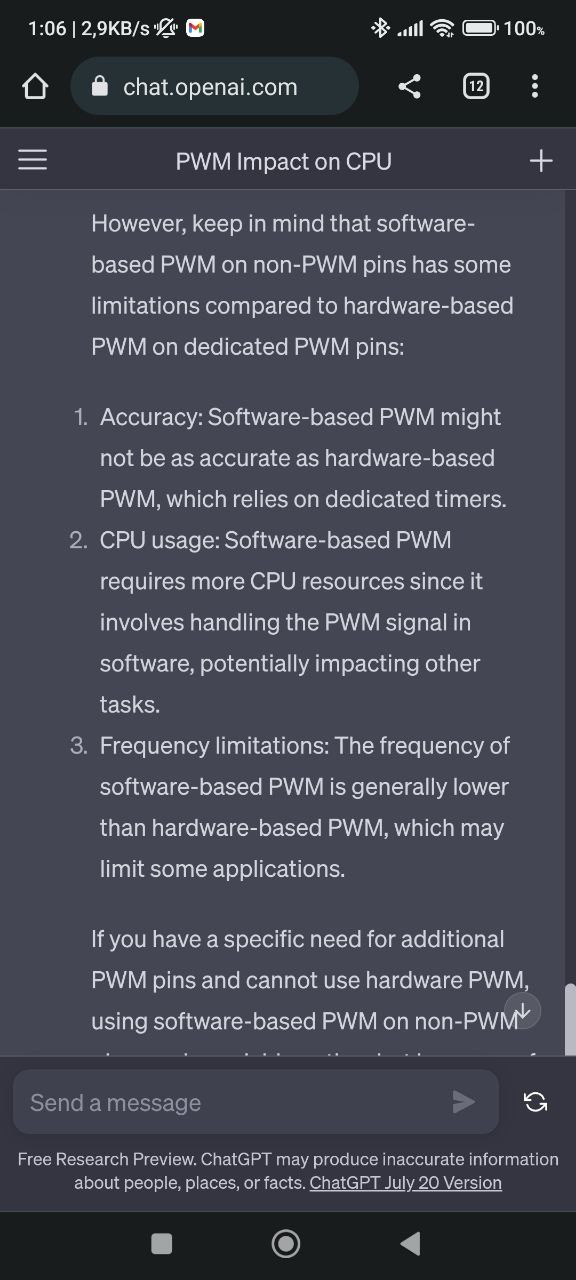 1:06 | 2,9KB/s 100%
chat.openai.com 12
PWM Impact on CPU
However, keep in mind that software-
based PWM on non-PWM pins has some
limitations compared to hardware-based
PWM on dedicated PWM pins:
1. Accuracy: Software-based PWM might
not be as accurate as hardware-based
PWM, which relies on dedicated timers.
2. CPU usage: Software-based PWM
requires more CPU resources since it
involves handling the PWM signal in
software, potentially impacting other
tasks.
3. Frequency limitations: The frequency of
software-based PWM is generally lower
than hardware-based PWM, which may
limit some applications.
If you have a specific need for additional
PWM pins and cannot use hardware PWM,
using software-based PWM on non-PWM
Send a message
Free Research Preview. ChatGPT may produce inaccurate information
about people, places, or facts. ChatGPT July 20 Version